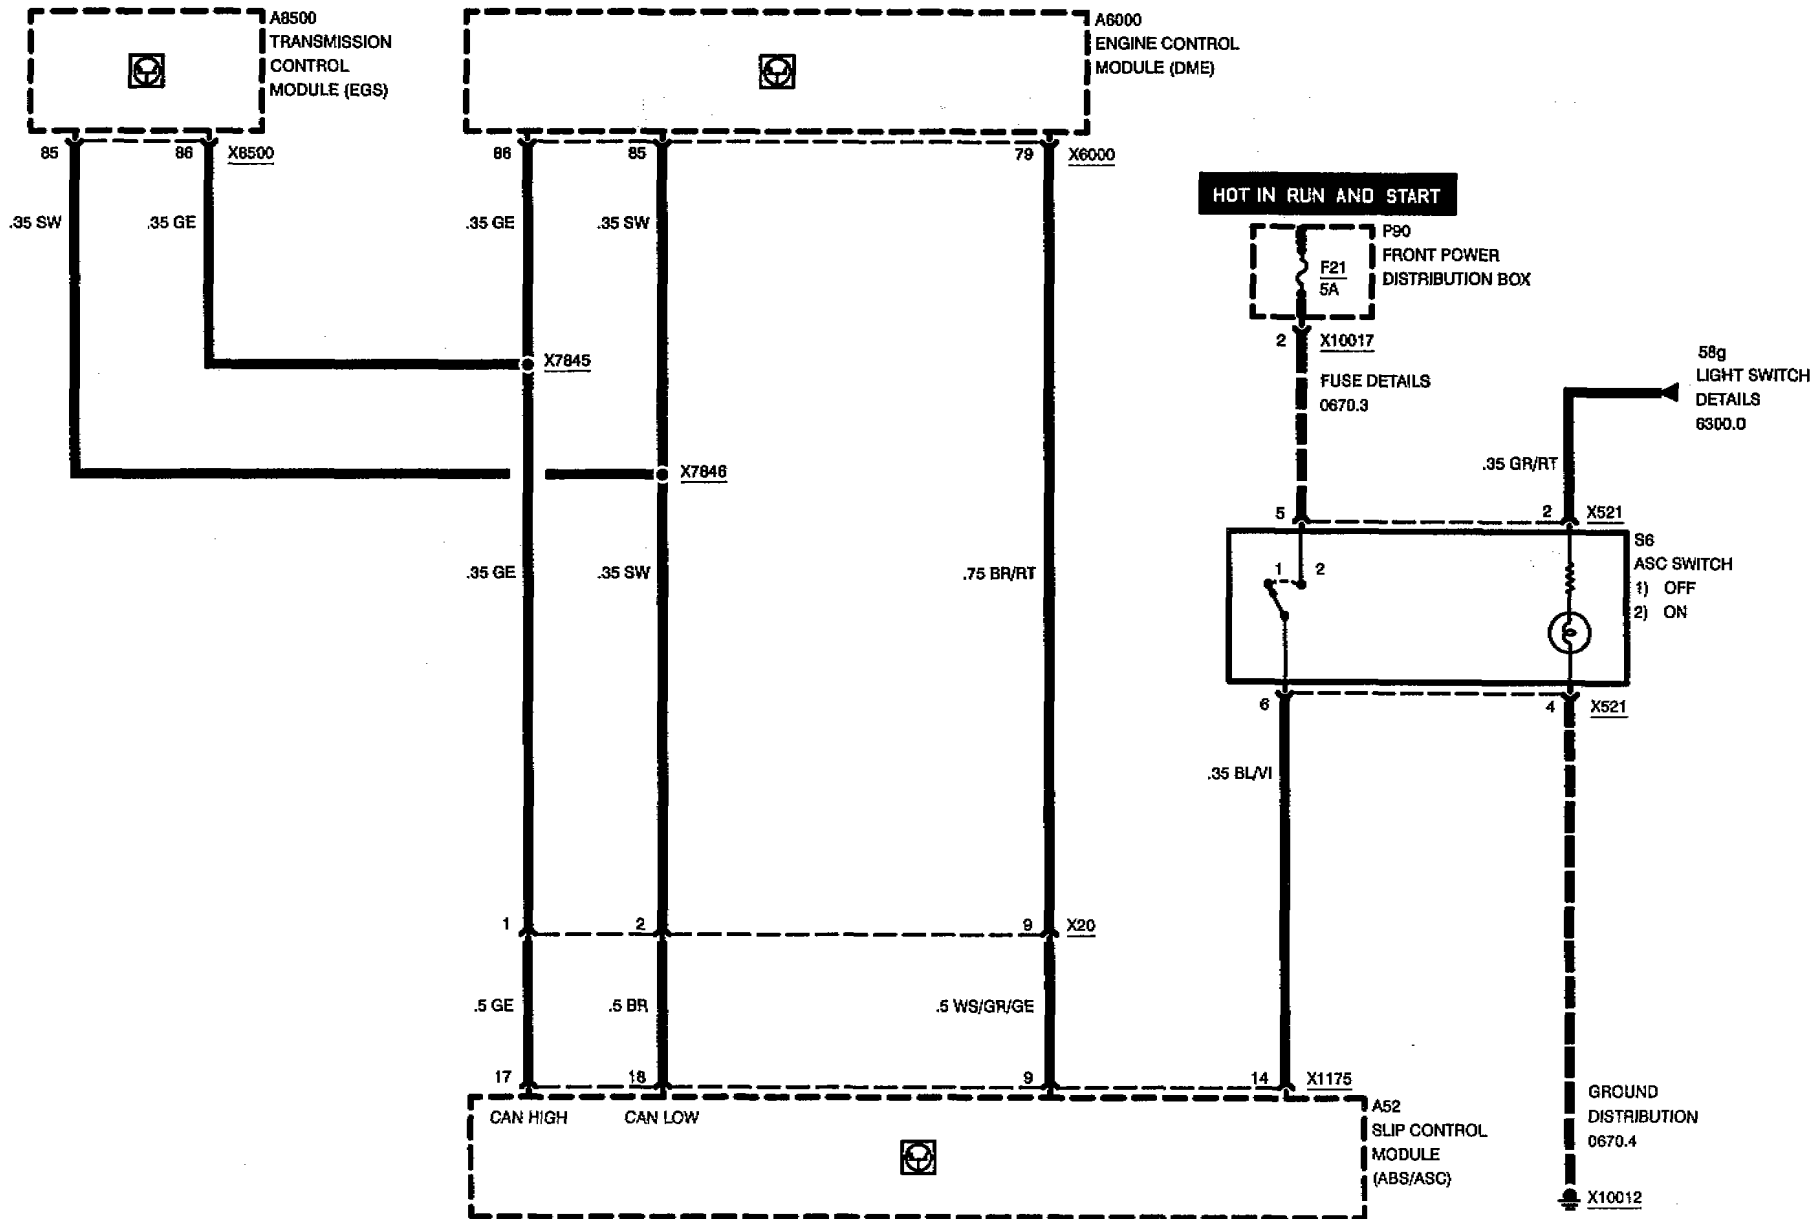 A8500
TRANSMISSION
CONTROL
MODULE (EGS)
A6000
ENGINE CONTROL
MODULE (DME)
85
86
X8500
86
85
79
X6000
.35 SW
.35 GE
.35 GE
.35 SW
HOT IN RUN AND START
P90
FRONT POWER
DISTRIBUTION BOX
F21
5A
2
X10017
FUSE DETAILS
0670.3
58g
LIGHT SWITCH
DETAILS
6300.0
X7845
X7846
.35 GR/RT
5
2
X521
S6
ASC SWITCH
1) OFF
2) ON
1
2
.35 GE
.35 SW
.75 BR/RT
6
4
X521
.35 BL/VI
1
2
9
X20
.5 GE
.5 BR
.5 WS/GR/GE
17
18
9
14
X1175
CAN HIGH
CAN LOW
A52
SLIP CONTROL
MODULE
(ABS/ASC)
GROUND
DISTRIBUTION
0670.4
X10012